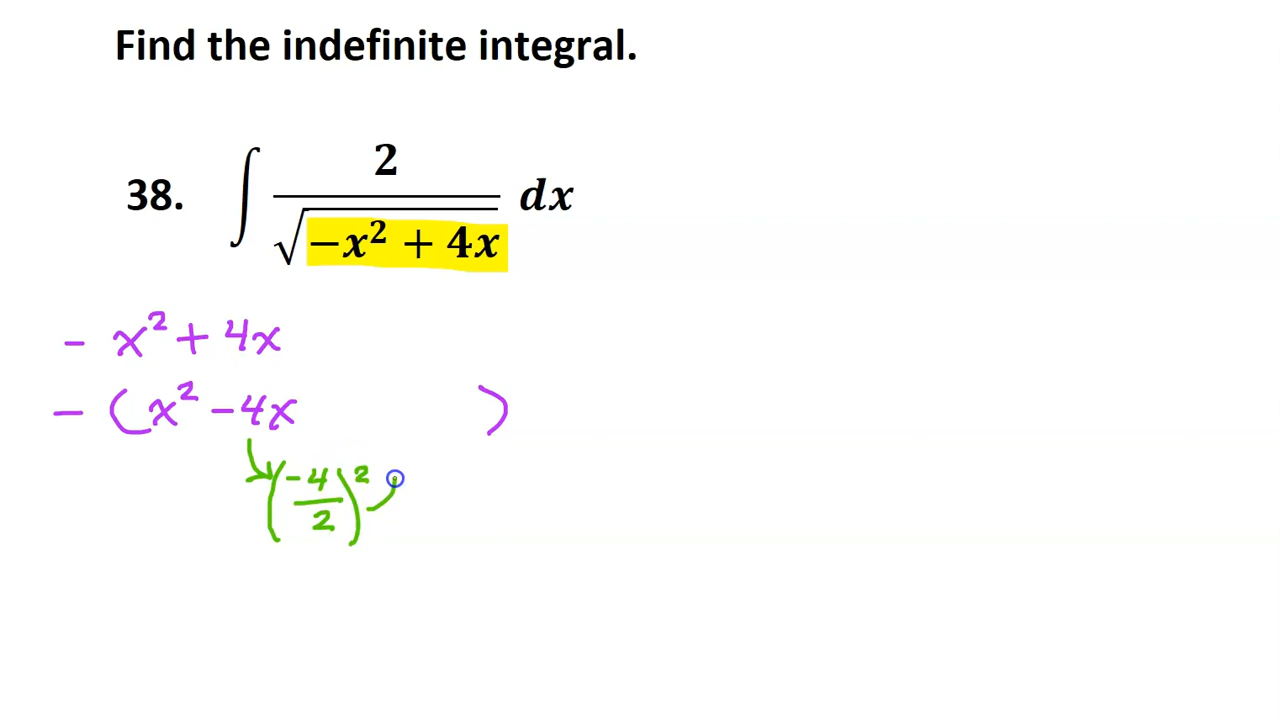 Find the indefinite integral.
38. ∫ 2 / √(−x² + 4x) dx
− x² + 4x
− ( x² − 4x )
( −4 / 2 )²